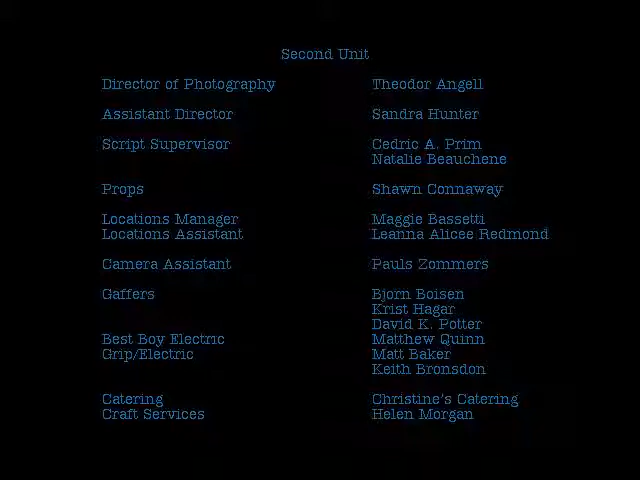 Second Unit
Director of Photography Theodor Angell
Assistant Director Sandra Hunter
Script Supervisor Cedric A. Prim
Natalie Beauchene
Props Shawn Connaway
Locations Manager Maggie Bassetti
Locations Assistant Leanna Alicee Redmond
Camera Assistant Pauls Zommers
Gaffers Bjorn Boisen
Krist Hagar
David K. Potter
Best Boy Electric Matthew Quinn
Grip/Electric Matt Baker
Keith Bronsdon
Catering Christine's Catering
Craft Services Helen Morgan